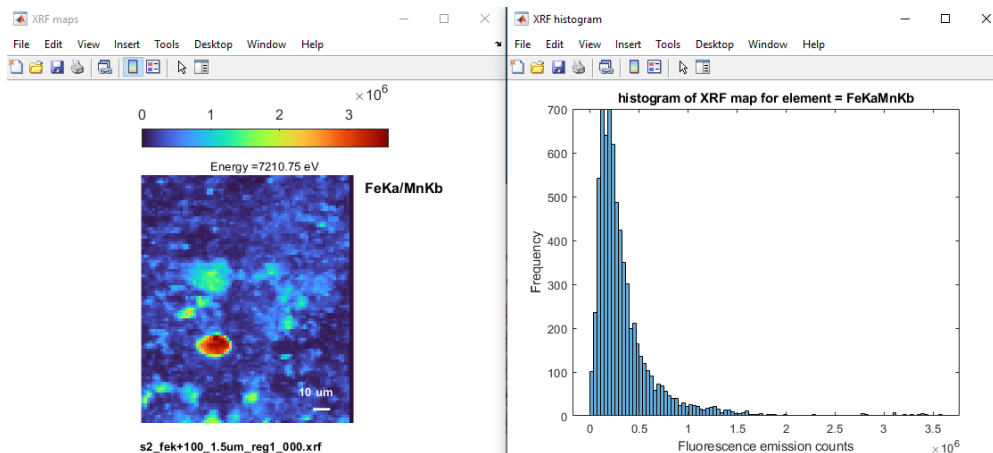 XRF maps
File Edit View Insert Tools Desktop Window Help
×10^6
0 1 2 3
Energy =7210.75 eV
FeKa/MnKb
10 um
s2_fek+100_1.5um_reg1_000.xrf
XRF histogram
File Edit View Insert Tools Desktop Window Help
histogram of XRF map for element = FeKaMnKb
700
600
500
400
300
200
100
0
Frequency
0 0.5 1 1.5 2 2.5 3 3.5
Fluorescence emission counts
×10^6